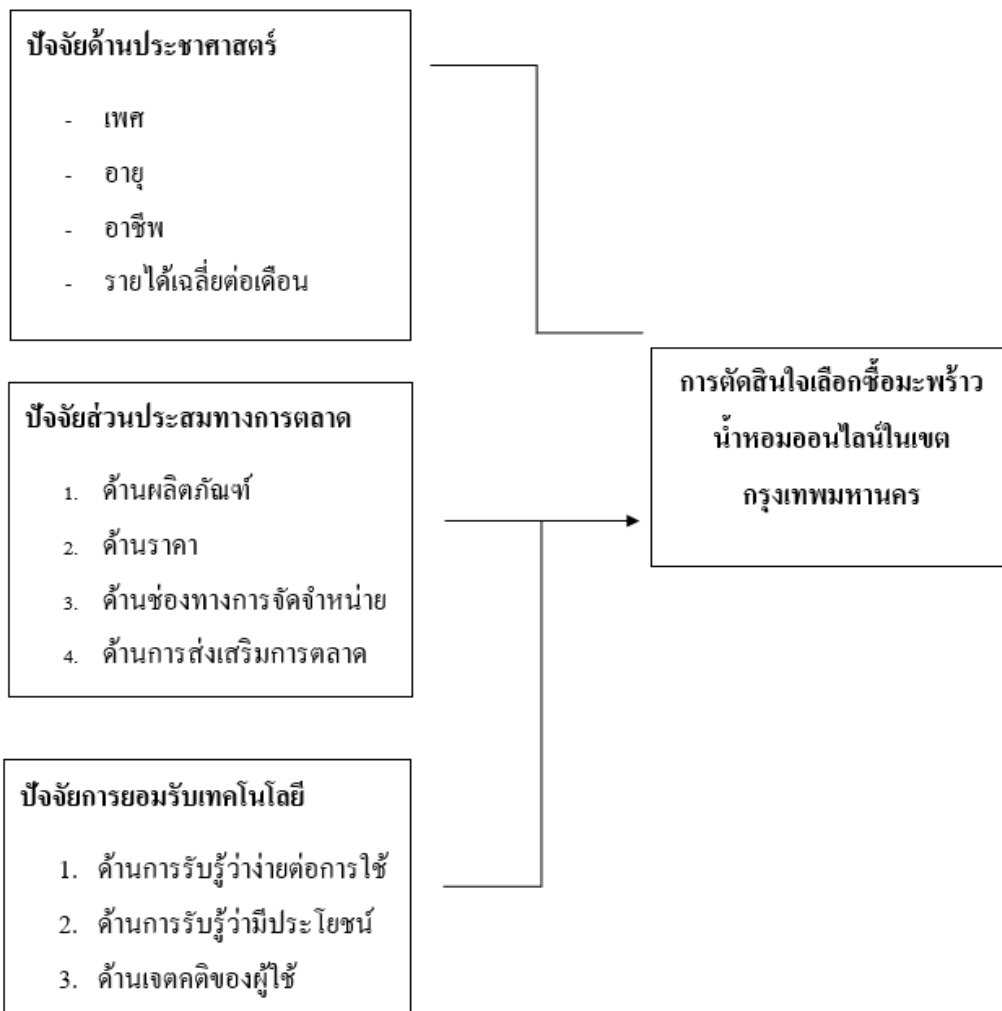 ปัจจัยด้านประชาศาสตร์
- เพศ
- อายุ
- อาชีพ
- รายได้เฉลี่ยต่อเดือน
ปัจจัยส่วนประสมทางการตลาด
1. ด้านผลิตภัณฑ์
2. ด้านราคา
3. ด้านช่องทางการจัดจำหน่าย
4. ด้านการส่งเสริมการตลาด
ปัจจัยการยอมรับเทคโนโลยี
1. ด้านการรับรู้ว่าง่ายต่อการใช้
2. ด้านการรับรู้ว่ามีประโยชน์
3. ด้านเจตคติของผู้ใช้
การตัดสินใจเลือกซื้อมะพร้าว
น้ำหอมออนไลน์ในเขต
กรุงเทพมหานคร